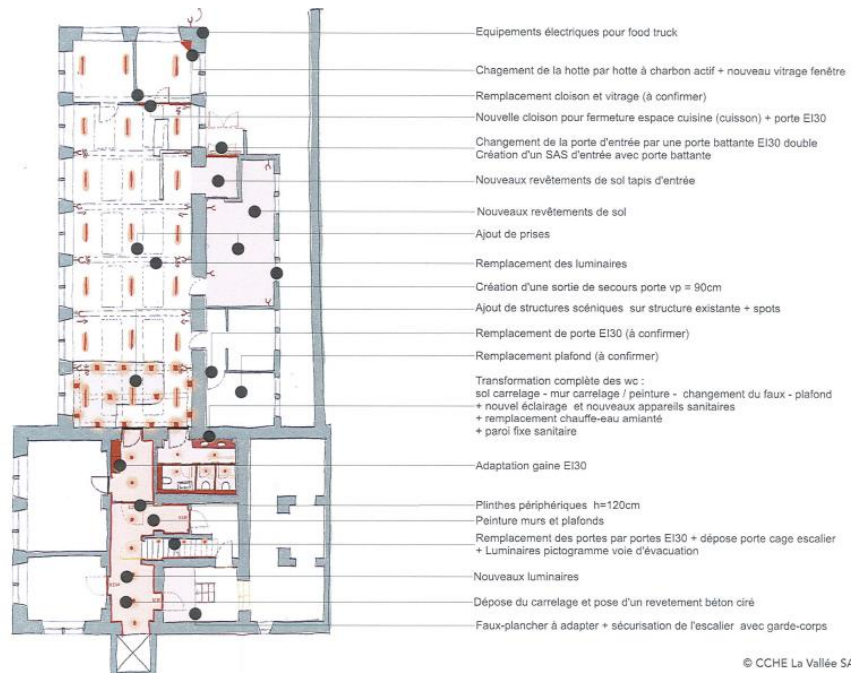 Equipements électriques pour food truck
Chagement de la hotte par hotte à charbon actif + nouveau vitrage fenêtre
Remplacement cloison et vitrage (à confirmer)
Nouvelle cloison pour fermeture espace cuisine (cuisson) + porte EI30
Changement de la porte d'entrée par une porte battante EI30 double
Création d'un SAS d'entrée avec porte battante
Nouveaux revêtements de sol tapis d'entrée
Nouveaux revêtements de sol
Ajout de prises
Remplacement des luminaires
Création d'une sortie de secours porte vp = 90cm
Ajout de structures scéniques sur structure existante + spots
Remplacement de porte EI30 (à confirmer)
Remplacement plafond (à confirmer)
Transformation complète des wc :
sol carrelage - mur carrelage / peinture - changement du faux - plafond
+ nouvel éclairage et nouveaux appareils sanitaires
+ remplacement chauffe-eau amianté
+ paroi fixe sanitaire
Adaptation gaine EI30
Plinthes périphériques h=120cm
Peinture murs et plafonds
Remplacement des portes par portes EI30 + dépose porte cage escalier
+ Luminaires pictogramme voie d'évacuation
Nouveaux luminaires
Dépose du carrelage et pose d'un revetement béton ciré
Faux-plancher à adapter + sécurisation de l'escalier avec garde-corps
© CCHE La Vallée SA